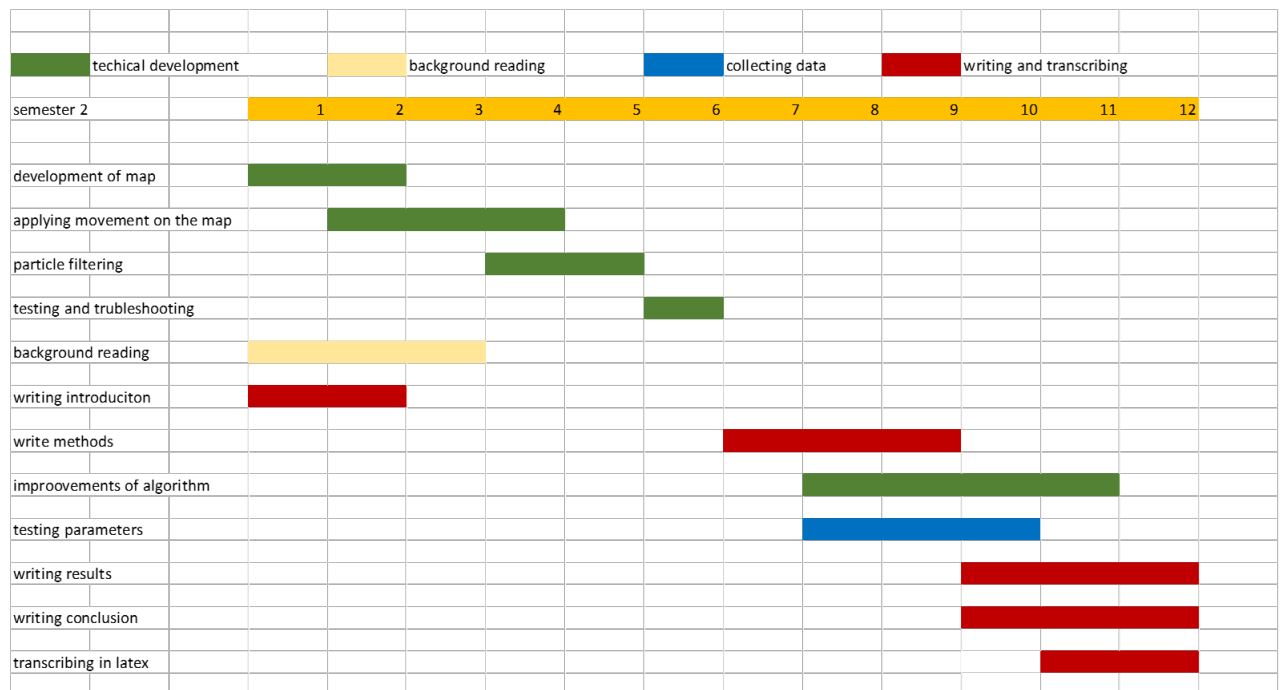 techical development background reading collecting data writing and transcribing
semester 2 1 2 3 4 5 6 7 8 9 10 11 12
development of map
applying movement on the map
particle filtering
testing and trubleshooting
background reading
writing introduciton
write methods
improovements of algorithm
testing parameters
writing results
writing conclusion
transcribing in latex